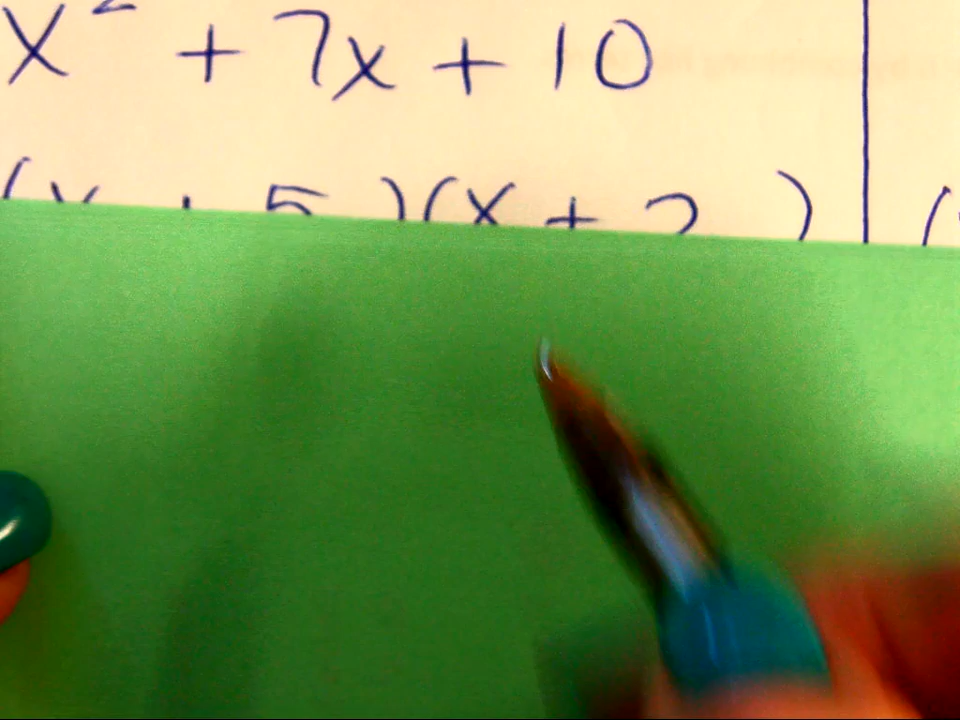 x² + 7x + 10
(x + 5)(x + 2)